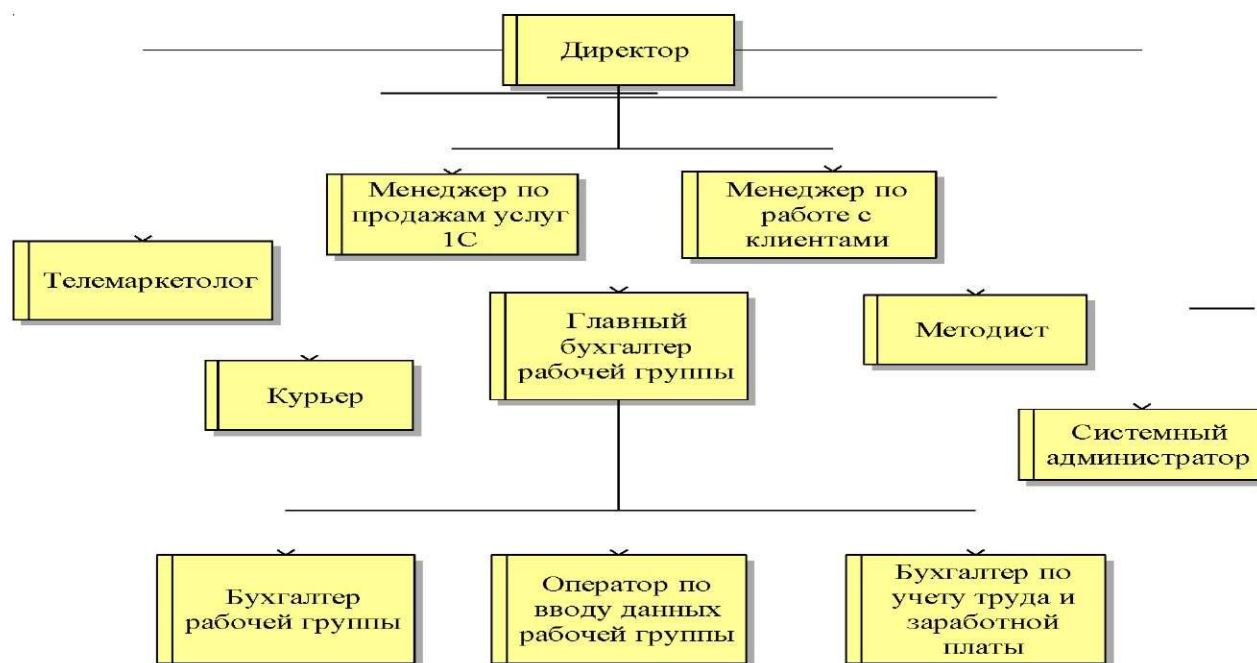 Директор
Менеджер по
продажам услуг
1С
Менеджер по
работе с
клиентами
Телемаркетолог
Главный
бухгалтер
рабочей группы
Методист
Курьер
Системный
администратор
Бухгалтер
рабочей группы
Оператор по
вводу данных
рабочей группы
Бухгалтер по
учету труда и
заработной
платы